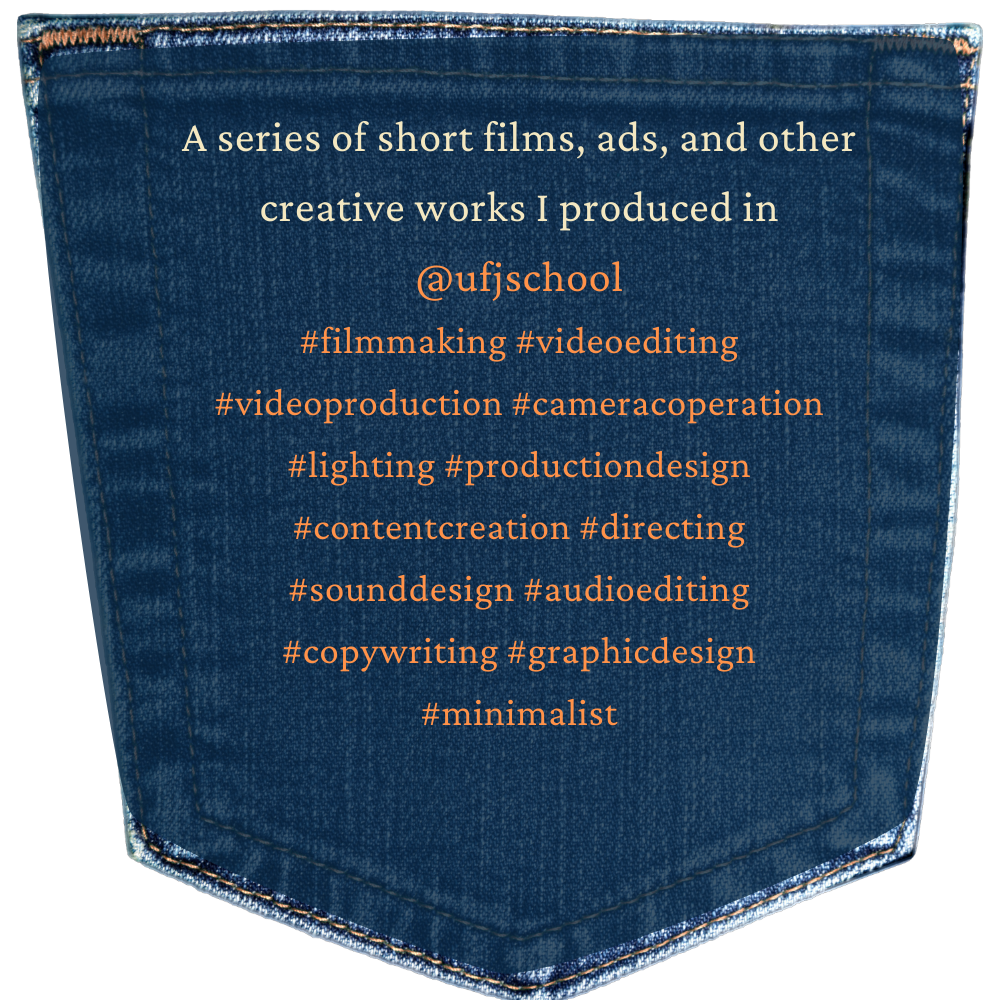 A series of short films, ads, and other
creative works I produced in
@ufjschool
#filmmaking #videoediting
#videoproduction #cameracoperation
#lighting #productiondesign
#contentcreation #directing
#sounddesign #audioediting
#copywriting #graphicdesign
#minimalist